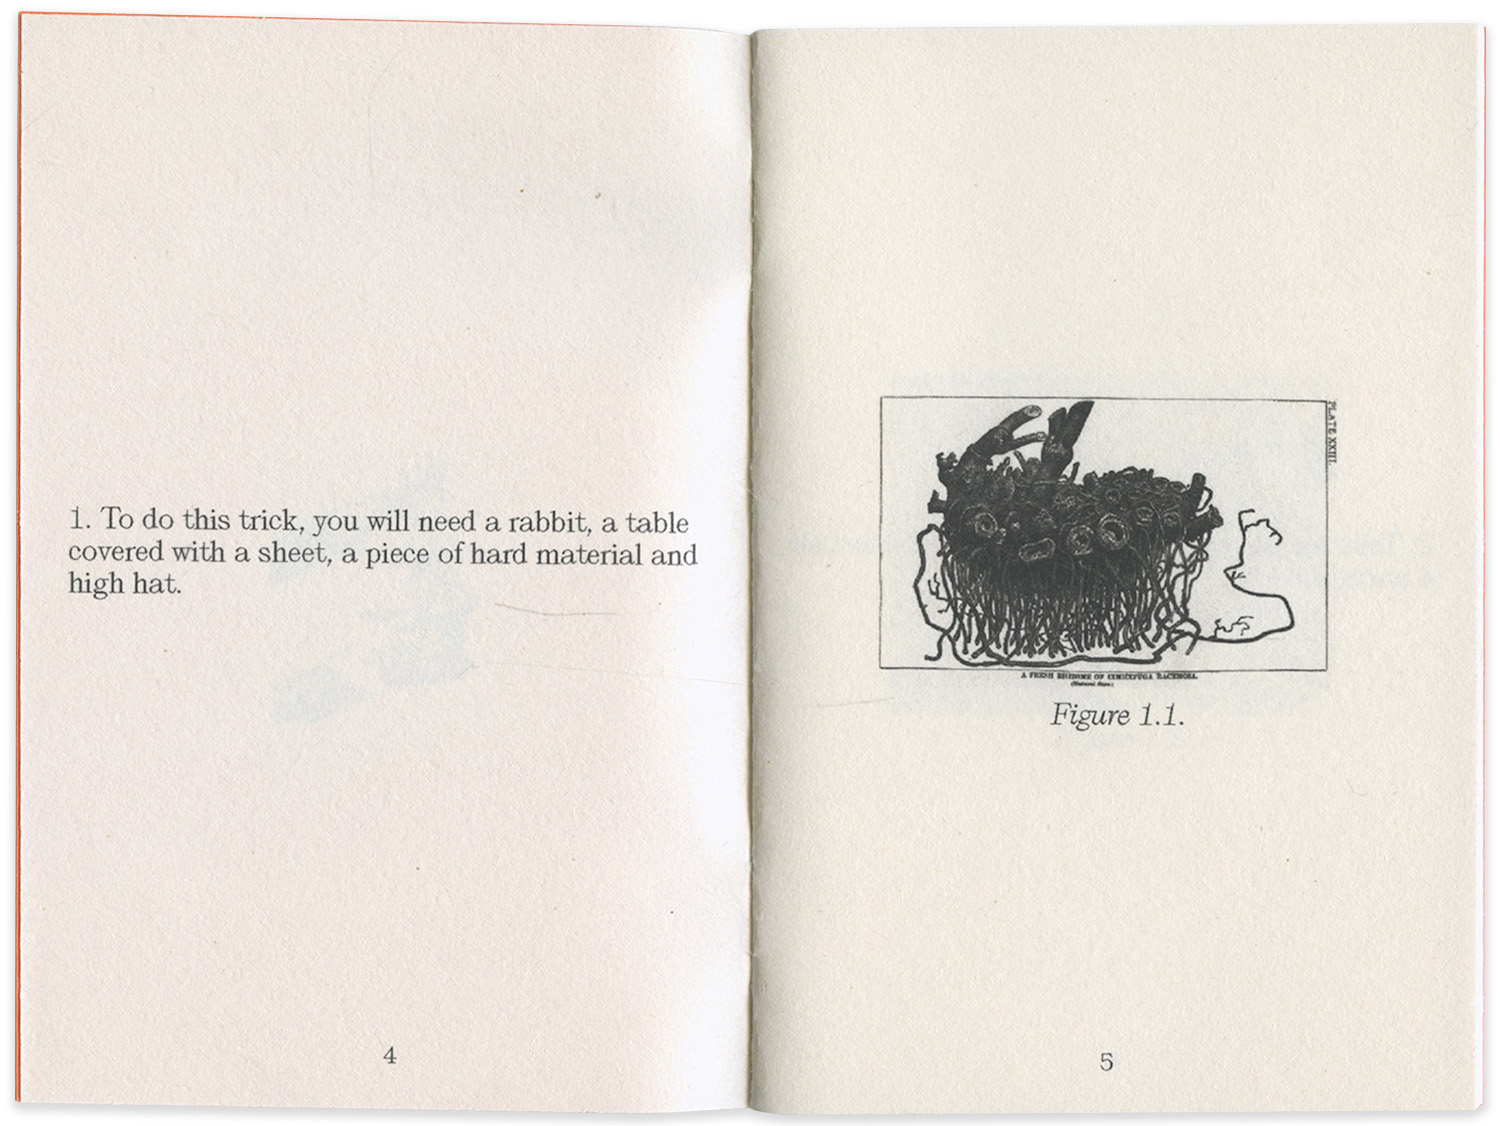 1. To do this trick, you will need a rabbit, a table
covered with a sheet, a piece of hard material and
high hat.
4
PLATE XXIII.
A FRESH RHIZOME OF CIMICIFUGA RACEMOSA.
(Natural Size.)
Figure 1.1.
5